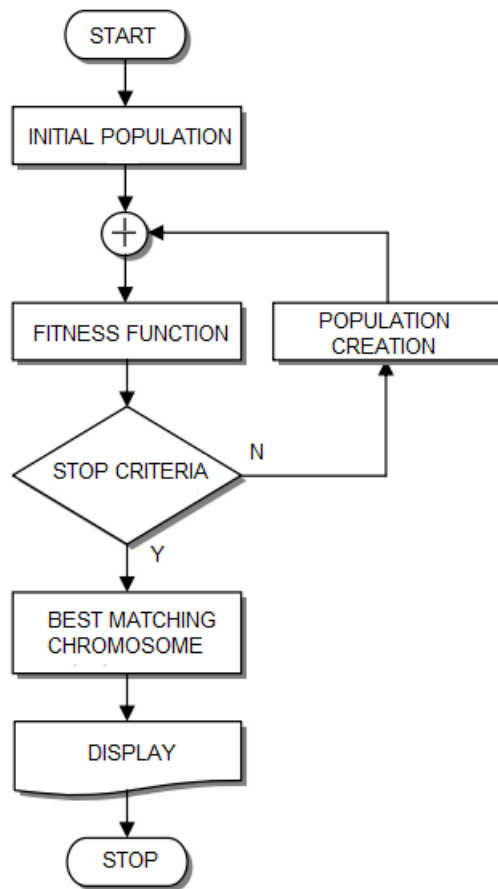 START
INITIAL POPULATION
FITNESS FUNCTION
POPULATION
CREATION
STOP CRITERIA
N
Y
BEST MATCHING
CHROMOSOME
DISPLAY
STOP